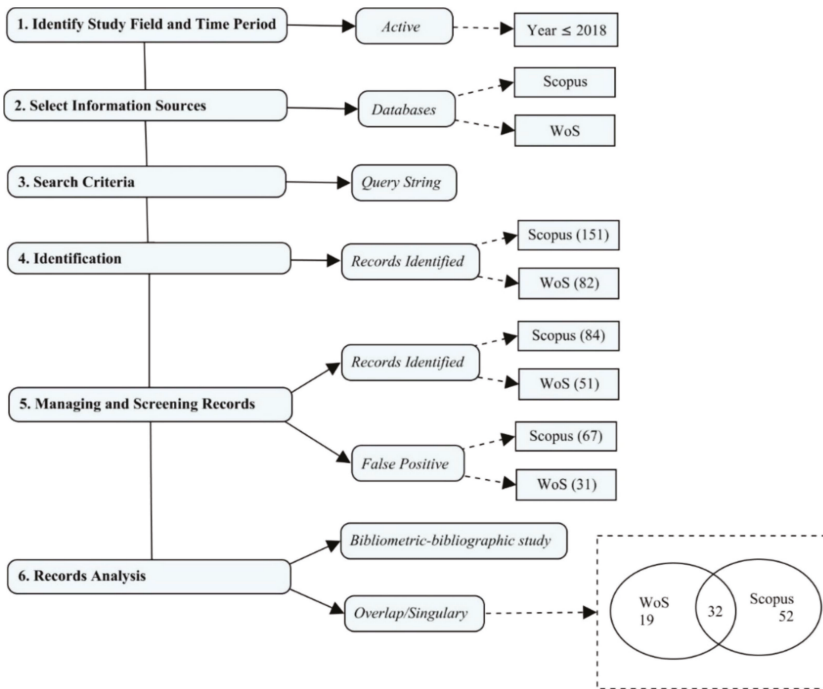 1. Identify Study Field and Time Period
Active
Year ≤ 2018
2. Select Information Sources
Databases
Scopus
WoS
3. Search Criteria
Query String
4. Identification
Records Identified
Scopus (151)
WoS (82)
5. Managing and Screening Records
Records Identified
Scopus (84)
WoS (51)
False Positive
Scopus (67)
WoS (31)
6. Records Analysis
Bibliometric-bibliographic study
Overlap/Singulary
WoS
19
32
Scopus
52